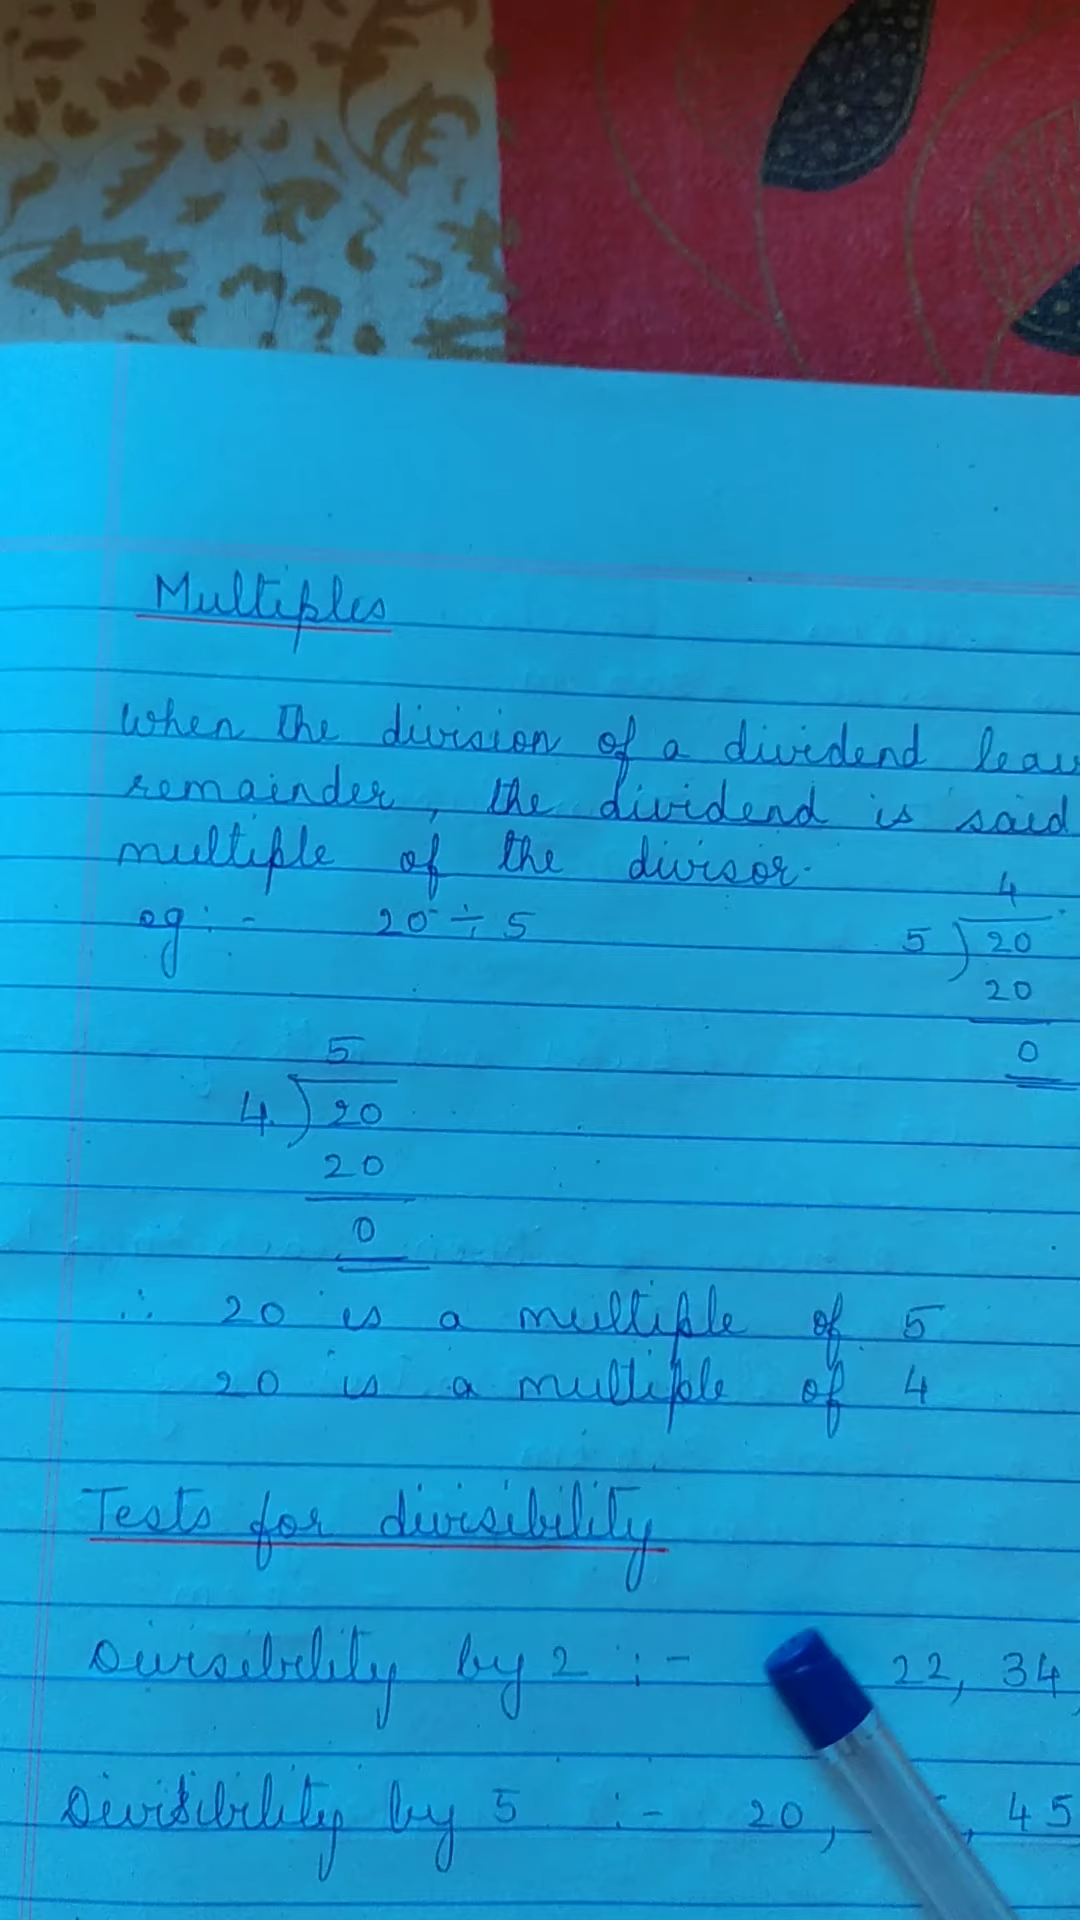 Multiples
When the division of a dividend leav
remainder, the dividend is said
multiple of the divisor.
4
eg :- 20 ÷ 5 5 ) 20
20
0
5
4 ) 20
20
0
∴ 20 is a multiple of 5
20 is a multiple of 4
Tests for divisibility
Divisibility by 2 :- 22, 34,
Divisibility by 5 :- 20, , 45